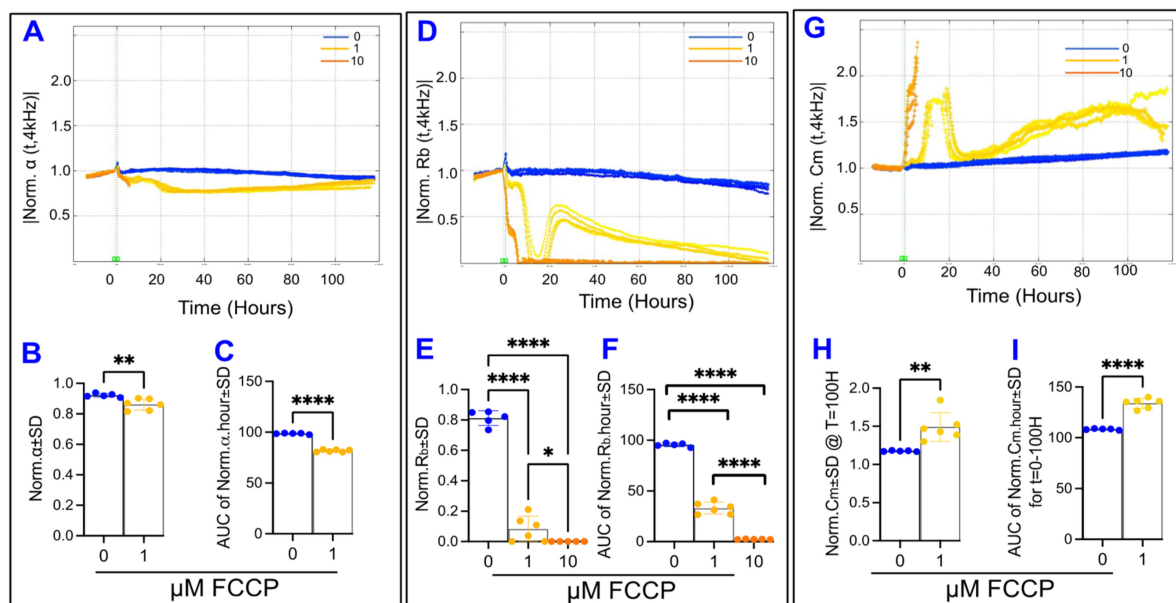 A
|Norm. α (t,4kHz)|
0
1
10
2.0
1.5
1.0
0.5
0 20 40 60 80 100
Time (Hours)
D
|Norm. Rb (t,4kHz)|
0
1
10
2.0
1.5
1.0
0.5
0 20 40 60 80 100
Time (Hours)
G
|Norm. Cm (t,4kHz)|
0
1
10
2.0
1.5
1.0
0.5
0 20 40 60 80 100
Time (Hours)
B
**
Norm.α±SD
1.0
0.8
0.6
0.4
0.2
0.0
0 1
C
****
AUC of Norm.α.hour±SD
150
100
50
0
0 1
µM FCCP
E
****
****
*
Norm.Rb±SD
1.0
0.8
0.6
0.4
0.2
0.0
0 1 10
F
****
****
****
AUC of Norm.Rb.hour±SD
150
100
50
0
0 1 10
µM FCCP
H
**
Norm.Cm±SD @ T=100H
2.0
1.5
1.0
0.5
0.0
0 1
I
****
AUC of Norm.Cm.hour±SD
for t=0-100H
150
100
50
0
0 1
µM FCCP